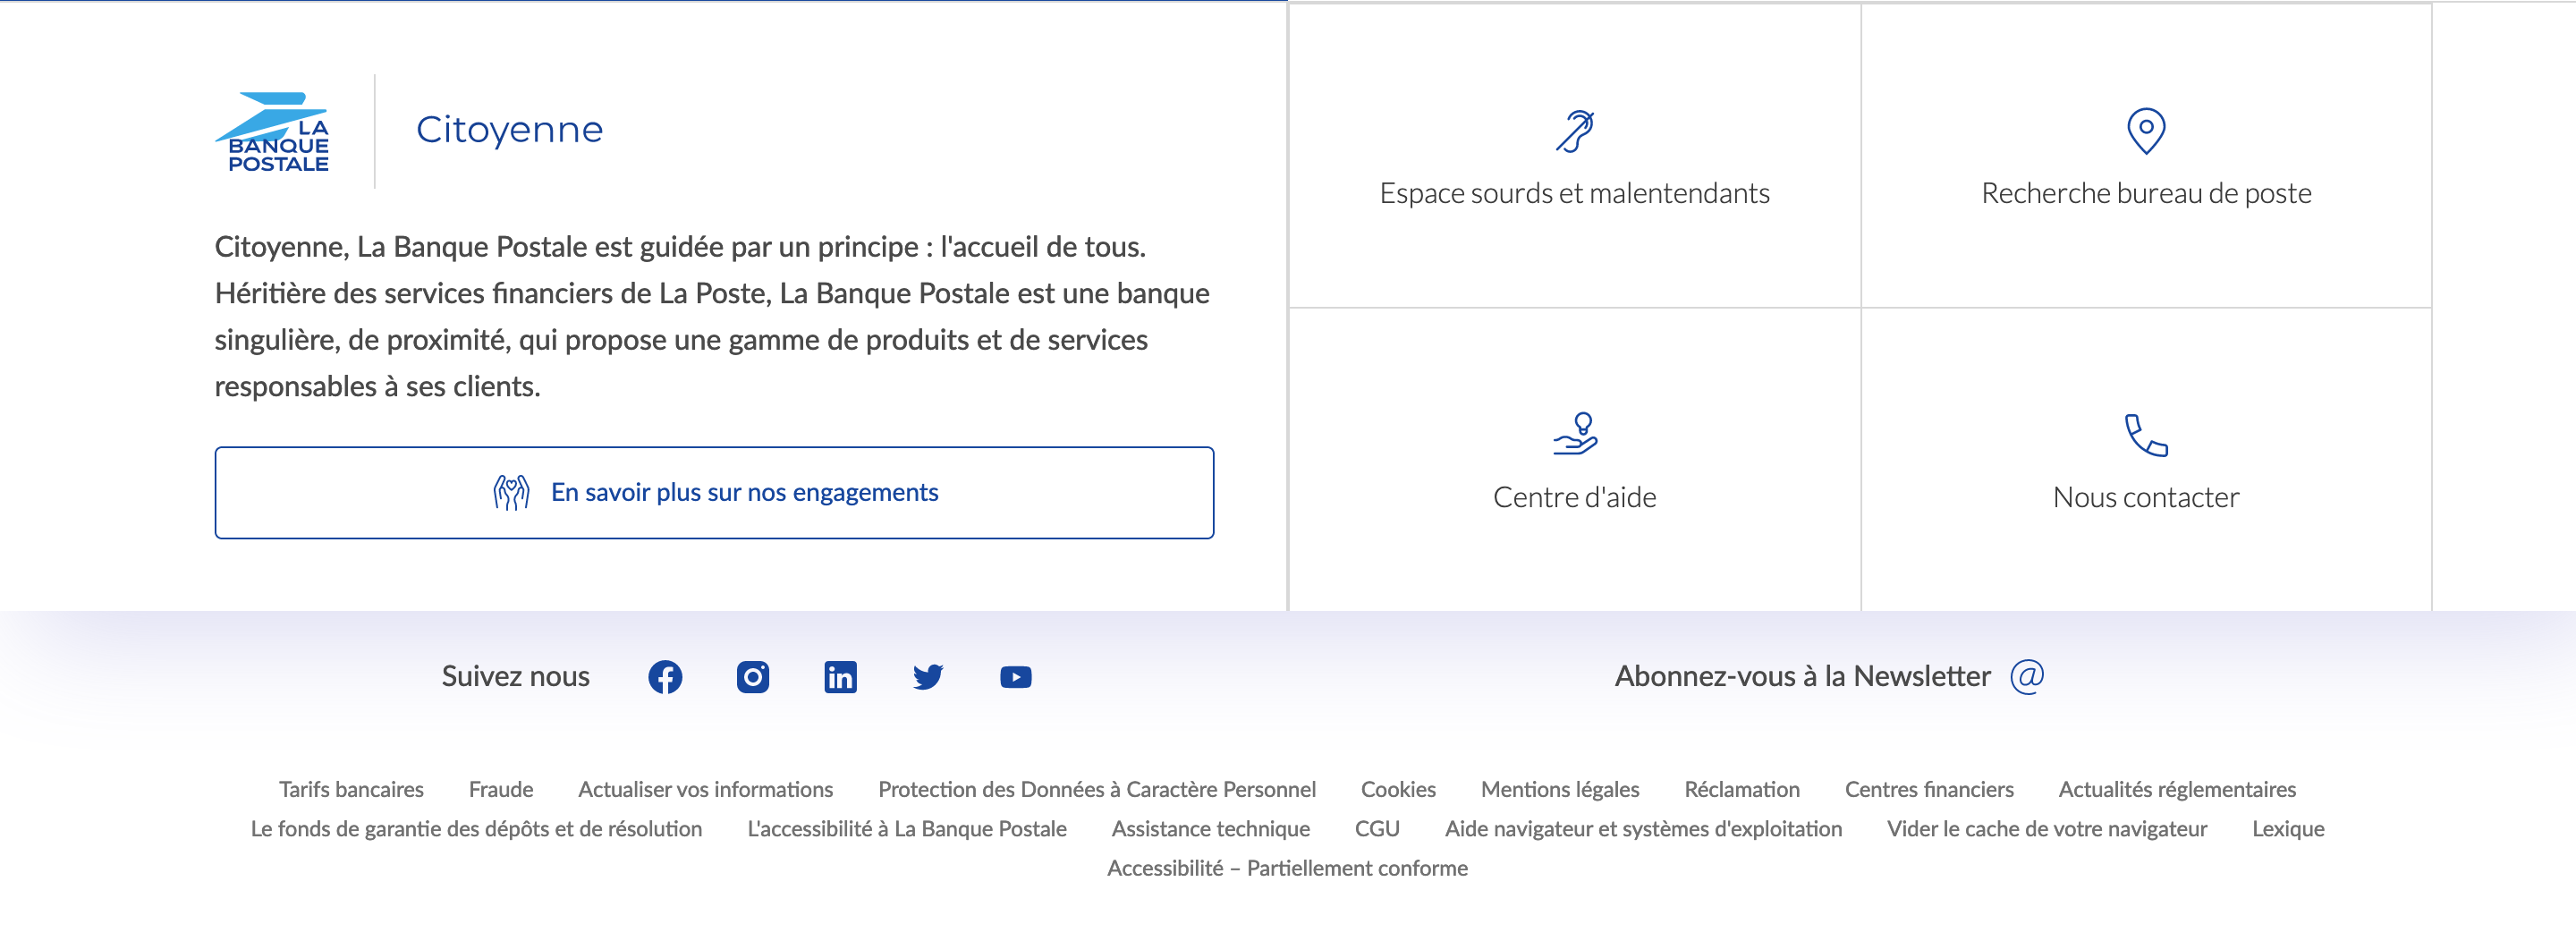 LA
BANQUE
POSTALE
Citoyenne
Citoyenne, La Banque Postale est guidée par un principe : l'accueil de tous.
Héritière des services financiers de La Poste, La Banque Postale est une banque
singulière, de proximité, qui propose une gamme de produits et de services
responsables à ses clients.
En savoir plus sur nos engagements
Espace sourds et malentendants
Recherche bureau de poste
Centre d'aide
Nous contacter
Suivez nous
Abonnez-vous à la Newsletter
Tarifs bancaires Fraude Actualiser vos informations Protection des Données à Caractère Personnel Cookies Mentions légales Réclamation Centres financiers Actualités réglementaires
Le fonds de garantie des dépôts et de résolution L'accessibilité à La Banque Postale Assistance technique CGU Aide navigateur et systèmes d'exploitation Vider le cache de votre navigateur Lexique
Accessibilité – Partiellement conforme